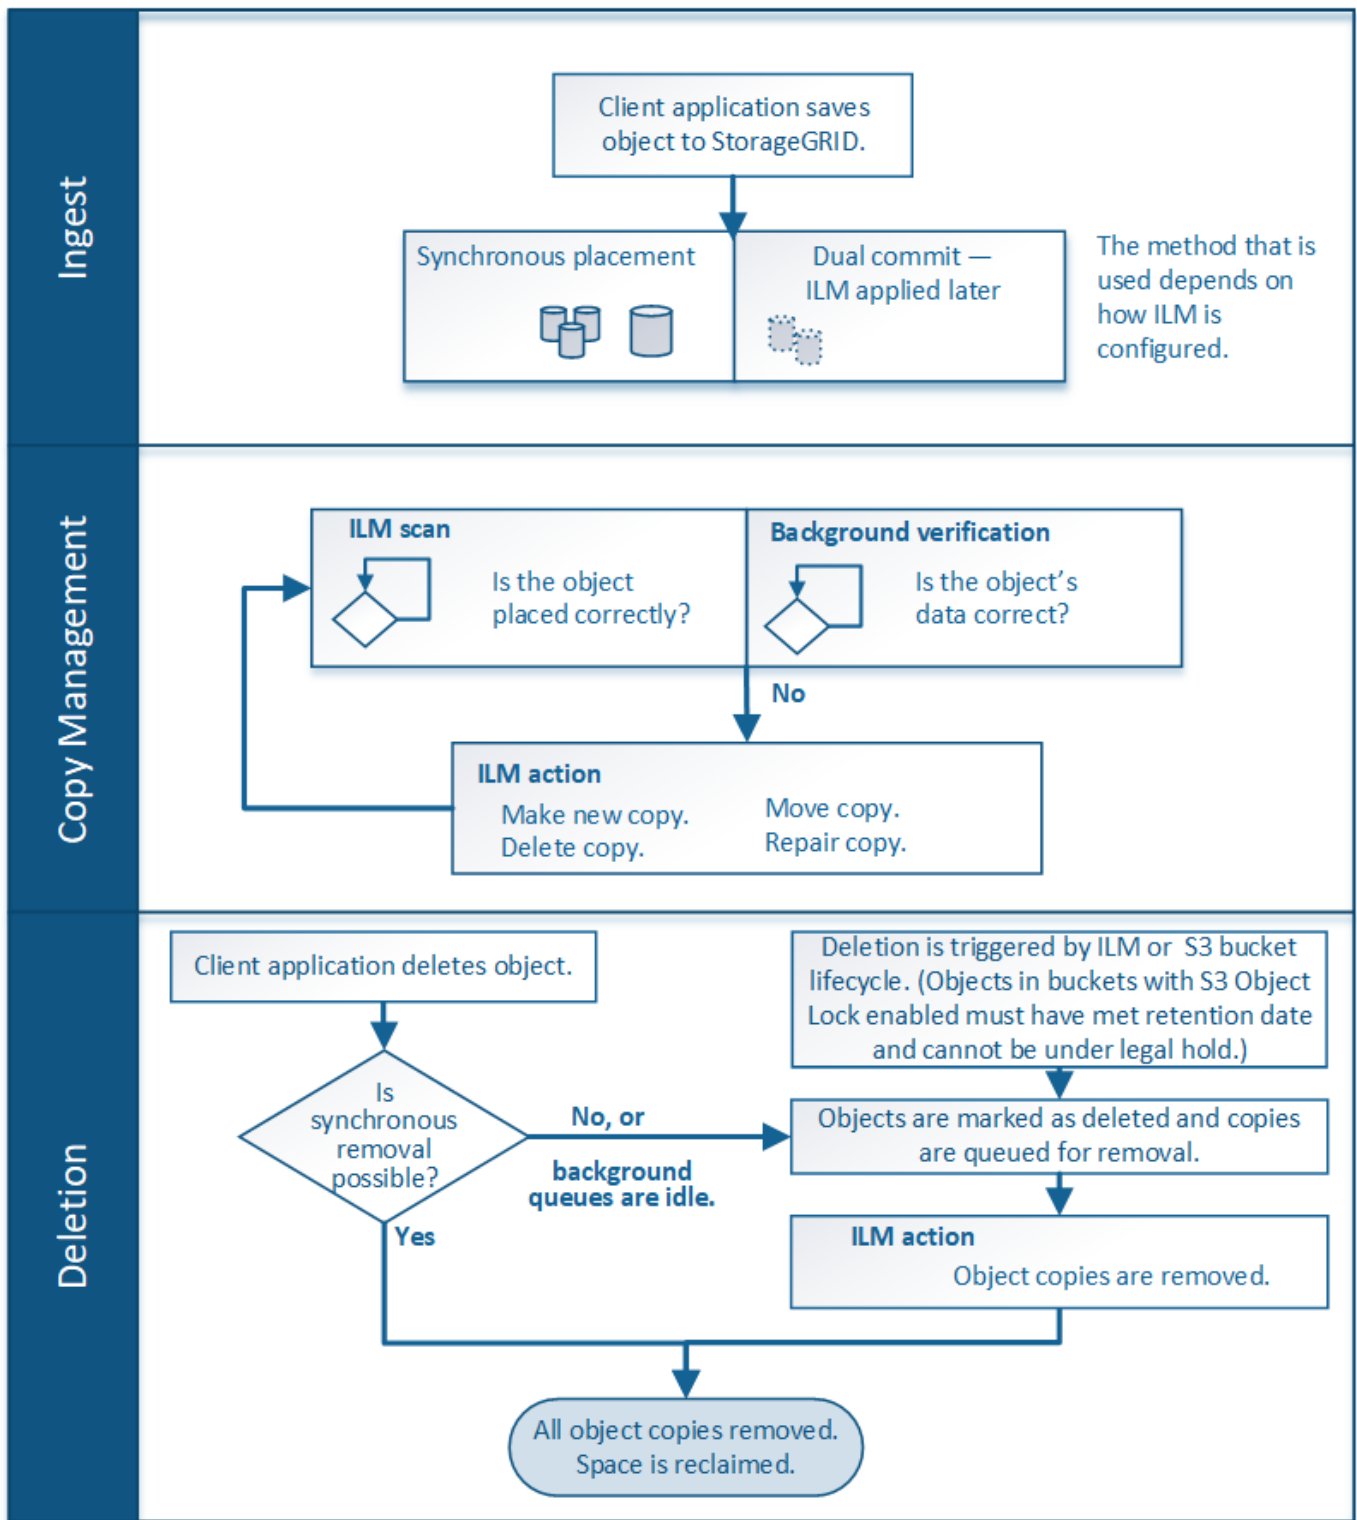 Ingest
Client application saves
object to StorageGRID.
Synchronous placement
Dual commit —
ILM applied later
The method that is
used depends on
how ILM is
configured.
Copy Management
ILM scan
Is the object
placed correctly?
Background verification
Is the object's
data correct?
No
ILM action
Make new copy.
Delete copy.
Move copy.
Repair copy.
Deletion
Client application deletes object.
Is
synchronous
removal
possible?
No, or
background
queues are idle.
Yes
Deletion is triggered by ILM or S3 bucket
lifecycle. (Objects in buckets with S3 Object
Lock enabled must have met retention date
and cannot be under legal hold.)
Objects are marked as deleted and copies
are queued for removal.
ILM action
Object copies are removed.
All object copies removed.
Space is reclaimed.